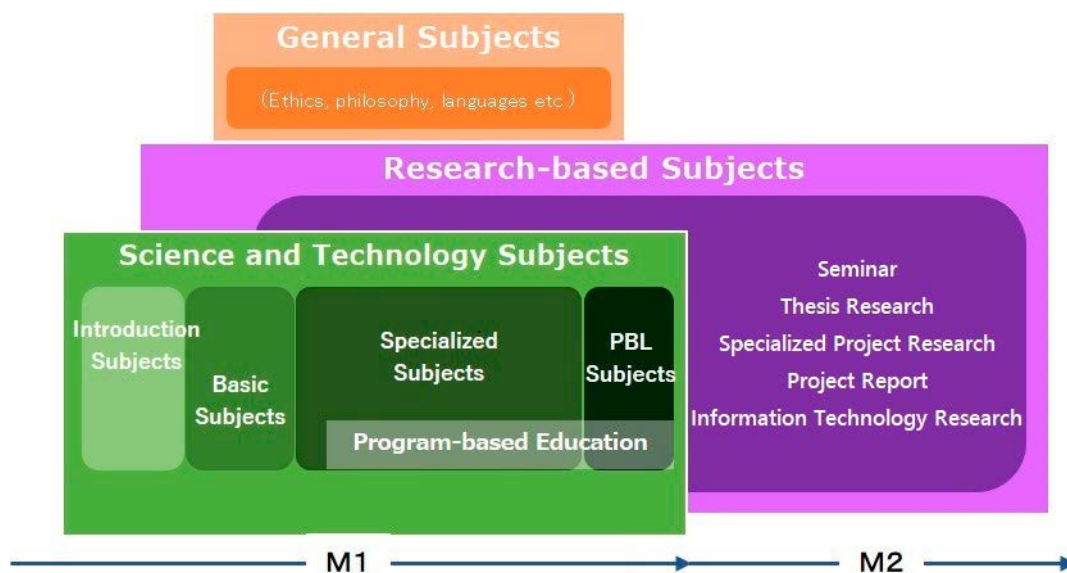 General Subjects
(Ethics, philosophy, languages etc )
Research-based Subjects
Science and Technology Subjects
Introduction
Subjects
Basic
Subjects
Specialized
Subjects
PBL
Subjects
Program-based Education
Seminar
Thesis Research
Specialized Project Research
Project Report
Information Technology Research
M1
M2